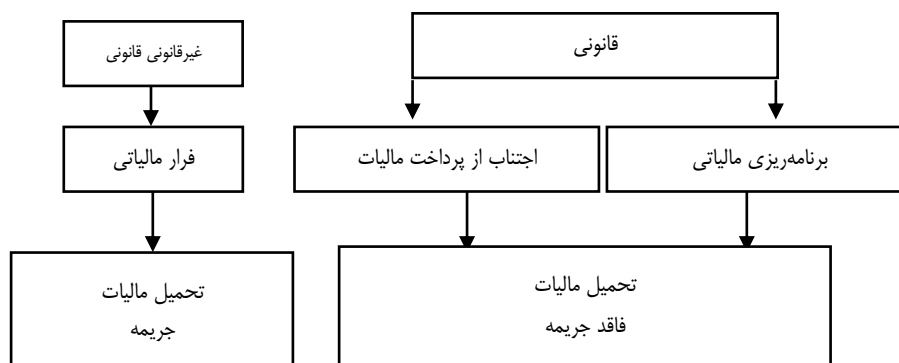 قانونی
غیرقانونی قانونی
برنامه‌ریزی مالیاتی
اجتناب از پرداخت مالیات
فرار مالیاتی
تحمیل مالیات
فاقد جریمه
تحمیل مالیات
جریمه